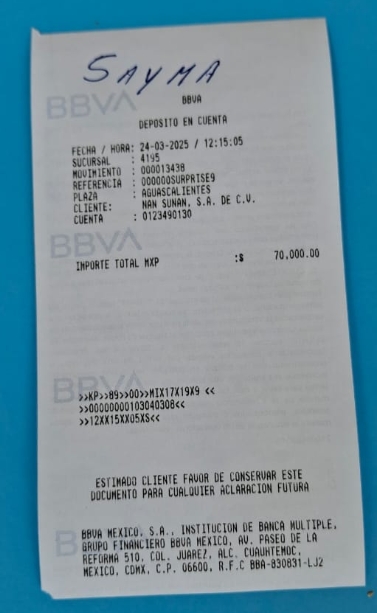 SAYMA
BBVA
BBVA
DEPOSITO EN CUENTA
FECHA / HORA: 24-03-2025 / 12:15:05
SUCURSAL : 4195
MOVIMIENTO : 000013438
REFERENCIA : 000000SURPRISE9
PLAZA : AGUASCALIENTES
CLIENTE: NAN SUNAN, S.A. DE C.V.
CUENTA : 0123490130
BBVA
IMPORTE TOTAL MXP :$ 70,000.00
BBVA
>>KP>>89>>00>>MIX17X19X9 <<
>>00000000103040308<<
>>12XX15XX05XS<<
ESTIMADO CLIENTE FAVOR DE CONSERVAR ESTE
DOCUMENTO PARA CUALQUIER ACLARACION FUTURA
BBVA MEXICO, S.A., INSTITUCION DE BANCA MULTIPLE,
GRUPO FINANCIERO BBVA MEXICO, AV. PASEO DE LA
REFORMA 510, COL. JUAREZ, ALC. CUAUHTEMOC,
MEXICO, CDMX, C.P. 06600, R.F.C BBA-830831-LJ2